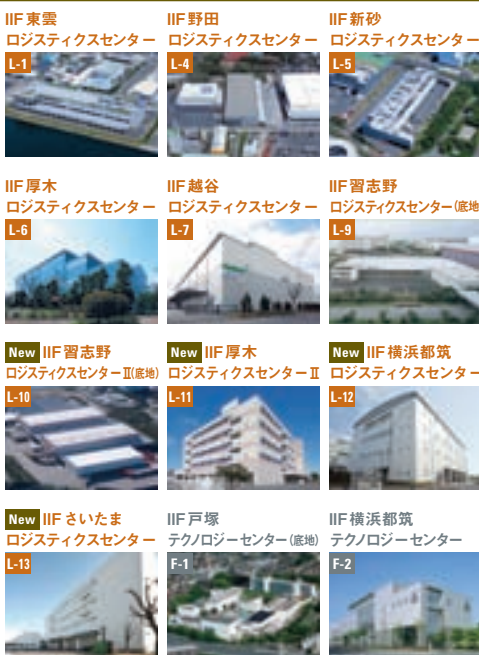 IIF東雲
ロジスティクスセンター
L-1
IIF野田
ロジスティクスセンター
L-4
IIF新砂
ロジスティクスセンター
L-5
IIF厚木
ロジスティクスセンター
L-6
IIF越谷
ロジスティクスセンター
L-7
IIF習志野
ロジスティクスセンター(底地
L-9
New IIF習志野
ロジスティクスセンターⅡ(底地)
L-10
New IIF厚木
ロジスティクスセンターⅡ
L-11
New IIF横浜都筑
ロジスティクスセンター
L-12
New IIFさいたま
ロジスティクスセンター
L-13
IIF戸塚
テクノロジーセンター(底地)
F-1
IIF横浜都筑
テクノロジーセンター
F-2